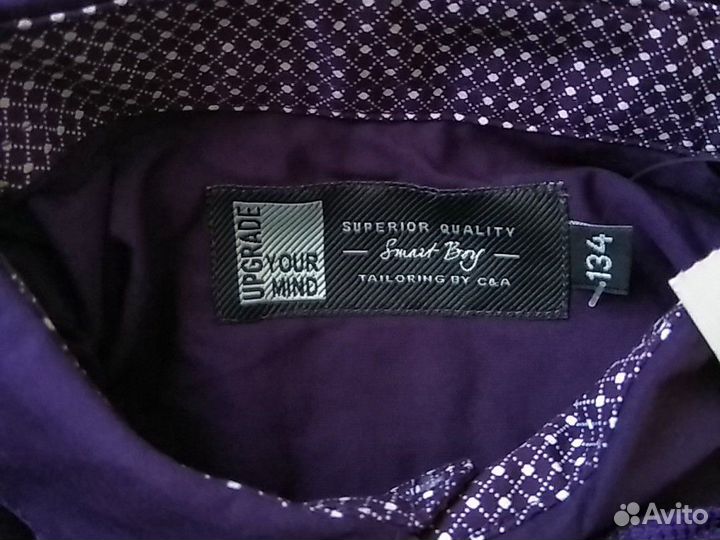 UPGRADE
YOUR
MIND
SUPERIOR QUALITY
Smart Boy
TAILORING BY C&A
134
Avito